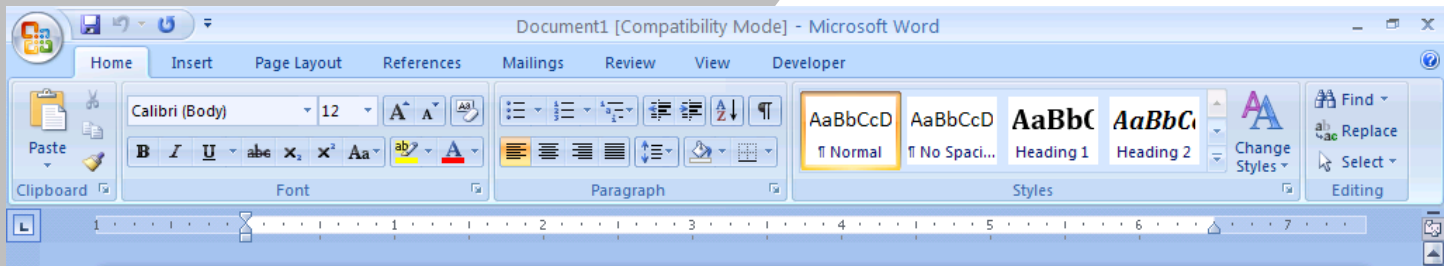 Document1 [Compatibility Mode] - Microsoft Word
Home Insert Page Layout References Mailings Review View Developer
Calibri (Body) 12 A A Aa
AaBbCcD AaBbCcD AaBbC AaBbC
Find
Replace
Select
Paste
B I U abc x₂ x² Aa ab A
¶ Normal ¶ No Spaci... Heading 1 Heading 2
Change
Styles
Clipboard Font Paragraph Styles Editing
L 1 1 2 3 4 5 6 7